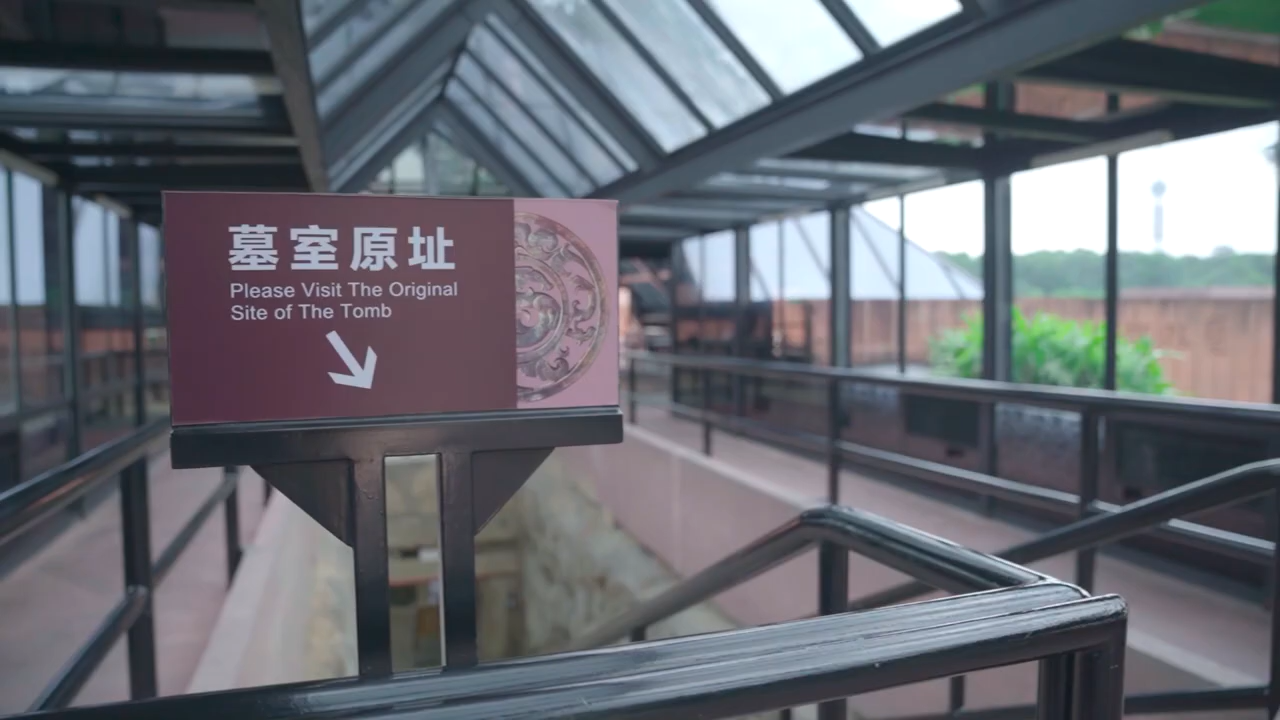 墓室原址
Please Visit The Original
Site of The Tomb